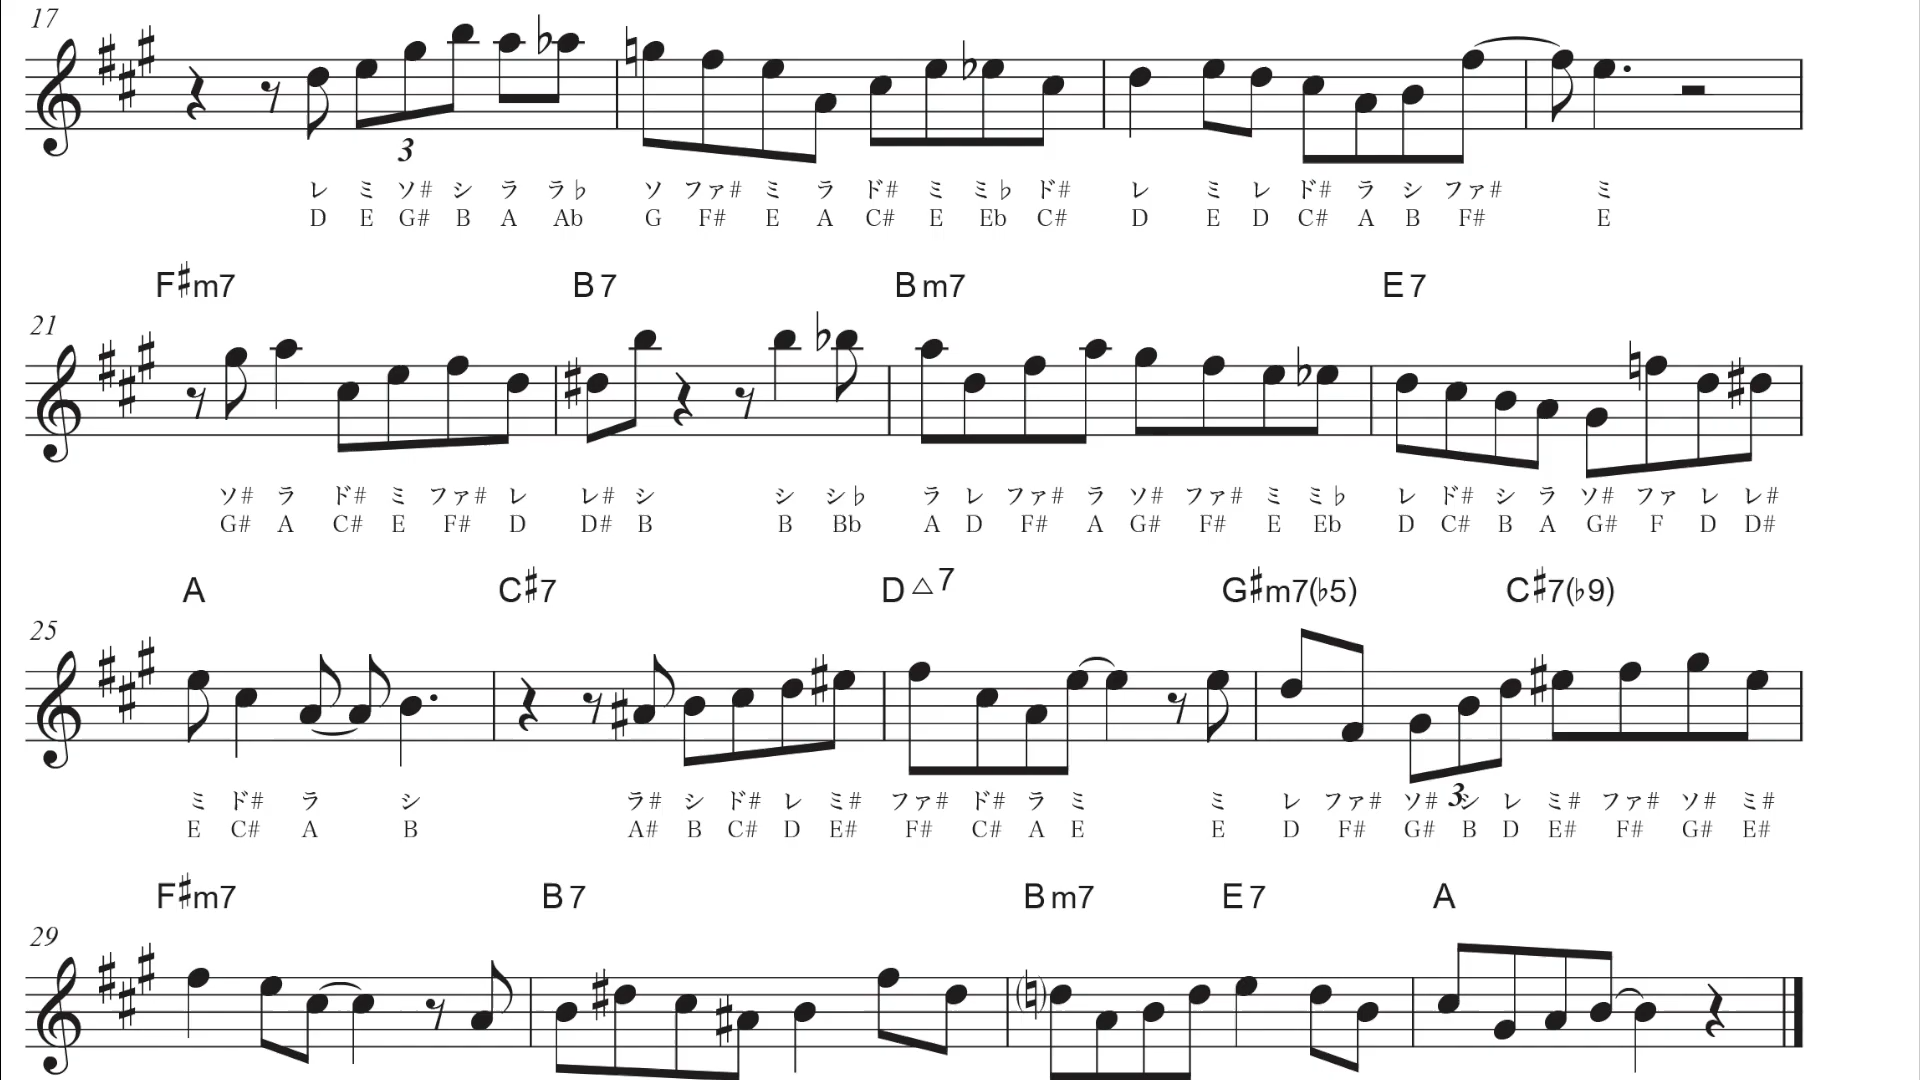 17
3
レ ミ ソ# シ ラ ラ♭ ソ ファ# ミ ラ ド# ミ ミ♭ ド# レ ミ レ ド# ラ シ ファ# ミ
D E G# B A Ab G F# E A C# E Eb C# D E D C# A B F# E
F#m7 B7 Bm7 E7
21
ソ# ラ ド# ミ ファ# レ レ# シ シ シ♭ ラ レ ファ# ラ ソ# ファ# ミ ミ♭ レ ド# シ ラ ソ# ファ レ レ#
G# A C# E F# D D# B B Bb A D F# A G# F# E Eb D C# B A G# F D D#
A C#7 D△7 G#m7(♭5) C#7(♭9)
25
3
ミ ド# ラ シ ラ# シ ド# レ ミ# ファ# ド# ラ ミ ミ レ ファ# ソ# シ レ ミ# ファ# ソ# ミ#
E C# A B A# B C# D E# F# C# A E E D F# G# B D E# F# G# E#
F#m7 B7 Bm7 E7 A
29